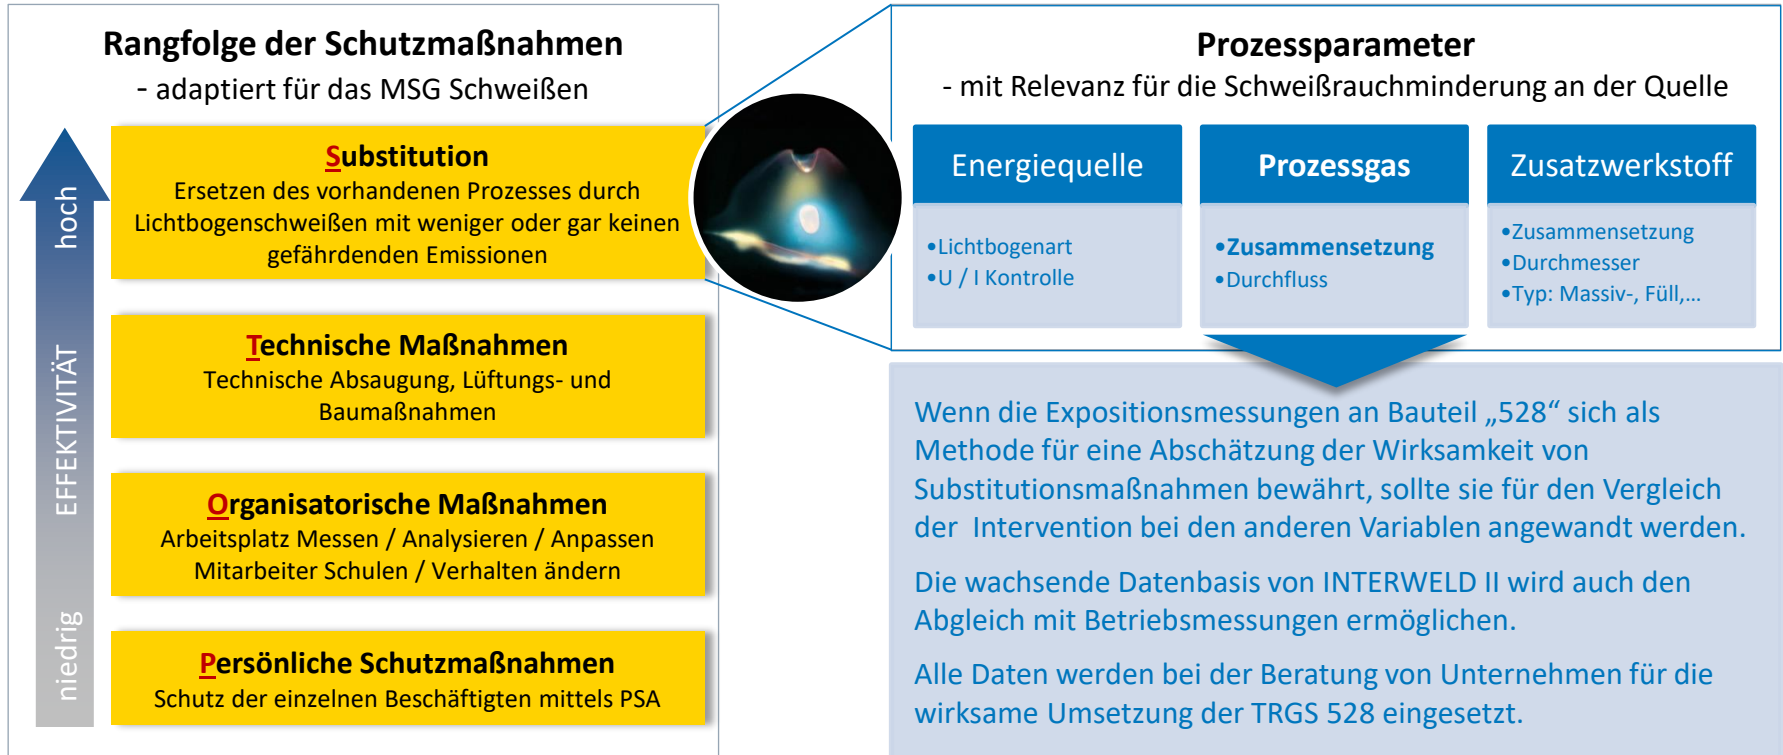 Rangfolge der Schutzmaßnahmen
- adaptiert für das MSG Schweißen
hoch
EFFEKTIVITÄT
niedrig
Substitution
Ersetzen des vorhandenen Prozesses durch
Lichtbogenschweißen mit weniger oder gar keinen
gefährdenden Emissionen
Technische Maßnahmen
Technische Absaugung, Lüftungs- und
Baumaßnahmen
Organisatorische Maßnahmen
Arbeitsplatz Messen / Analysieren / Anpassen
Mitarbeiter Schulen / Verhalten ändern
Persönliche Schutzmaßnahmen
Schutz der einzelnen Beschäftigten mittels PSA
Prozessparameter
- mit Relevanz für die Schweißrauchminderung an der Quelle
Energiequelle
•Lichtbogenart
•U / I Kontrolle
Prozessgas
•Zusammensetzung
•Durchfluss
Zusatzwerkstoff
•Zusammensetzung
•Durchmesser
•Typ: Massiv-, Füll,...
Wenn die Expositionsmessungen an Bauteil „528“ sich als
Methode für eine Abschätzung der Wirksamkeit von
Substitutionsmaßnahmen bewährt, sollte sie für den Vergleich
der Intervention bei den anderen Variablen angewandt werden.
Die wachsende Datenbasis von INTERWELD II wird auch den
Abgleich mit Betriebsmessungen ermöglichen.
Alle Daten werden bei der Beratung von Unternehmen für die
wirksame Umsetzung der TRGS 528 eingesetzt.